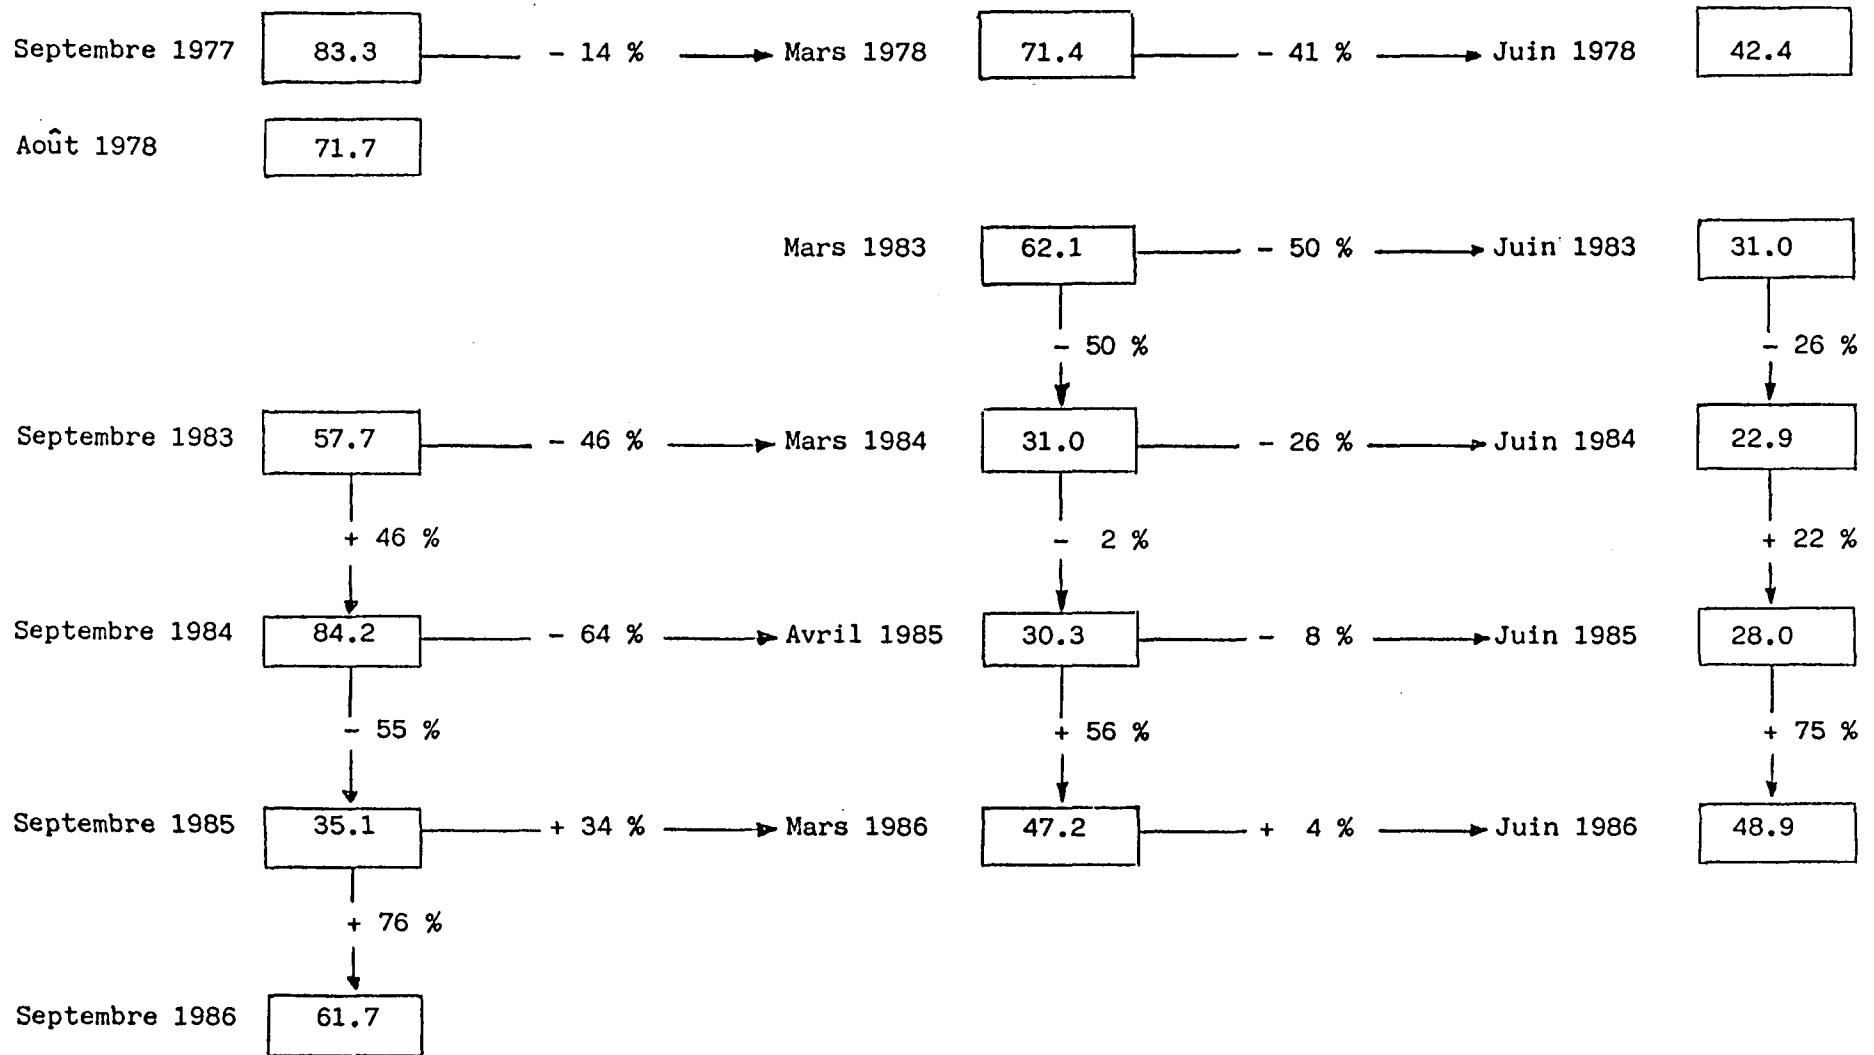 Septembre 1977 83.3 - 14 % Mars 1978 71.4 - 41 % Juin 1978 42.4
Août 1978 71.7
Mars 1983 62.1 - 50 % Juin 1983 31.0
- 50 % - 26 %
Septembre 1983 57.7 - 46 % Mars 1984 31.0 - 26 % Juin 1984 22.9
+ 46 % - 2 % + 22 %
Septembre 1984 84.2 - 64 % Avril 1985 30.3 - 8 % Juin 1985 28.0
- 55 % + 56 % + 75 %
Septembre 1985 35.1 + 34 % Mars 1986 47.2 + 4 % Juin 1986 48.9
+ 76 %
Septembre 1986 61.7